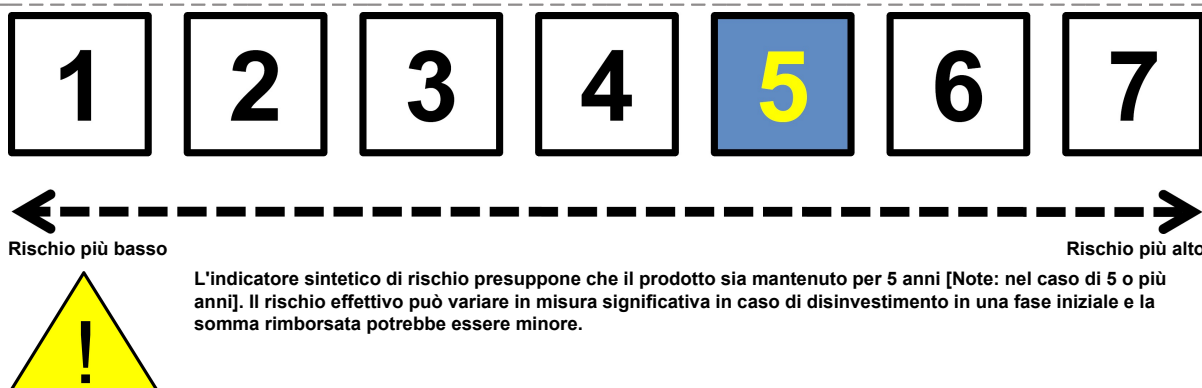 1 2 3 4 5 6 7
Rischio più basso Rischio più alto
L'indicatore sintetico di rischio presuppone che il prodotto sia mantenuto per 5 anni [Note: nel caso di 5 o più
anni]. Il rischio effettivo può variare in misura significativa in caso di disinvestimento in una fase iniziale e la
somma rimborsata potrebbe essere minore.
!